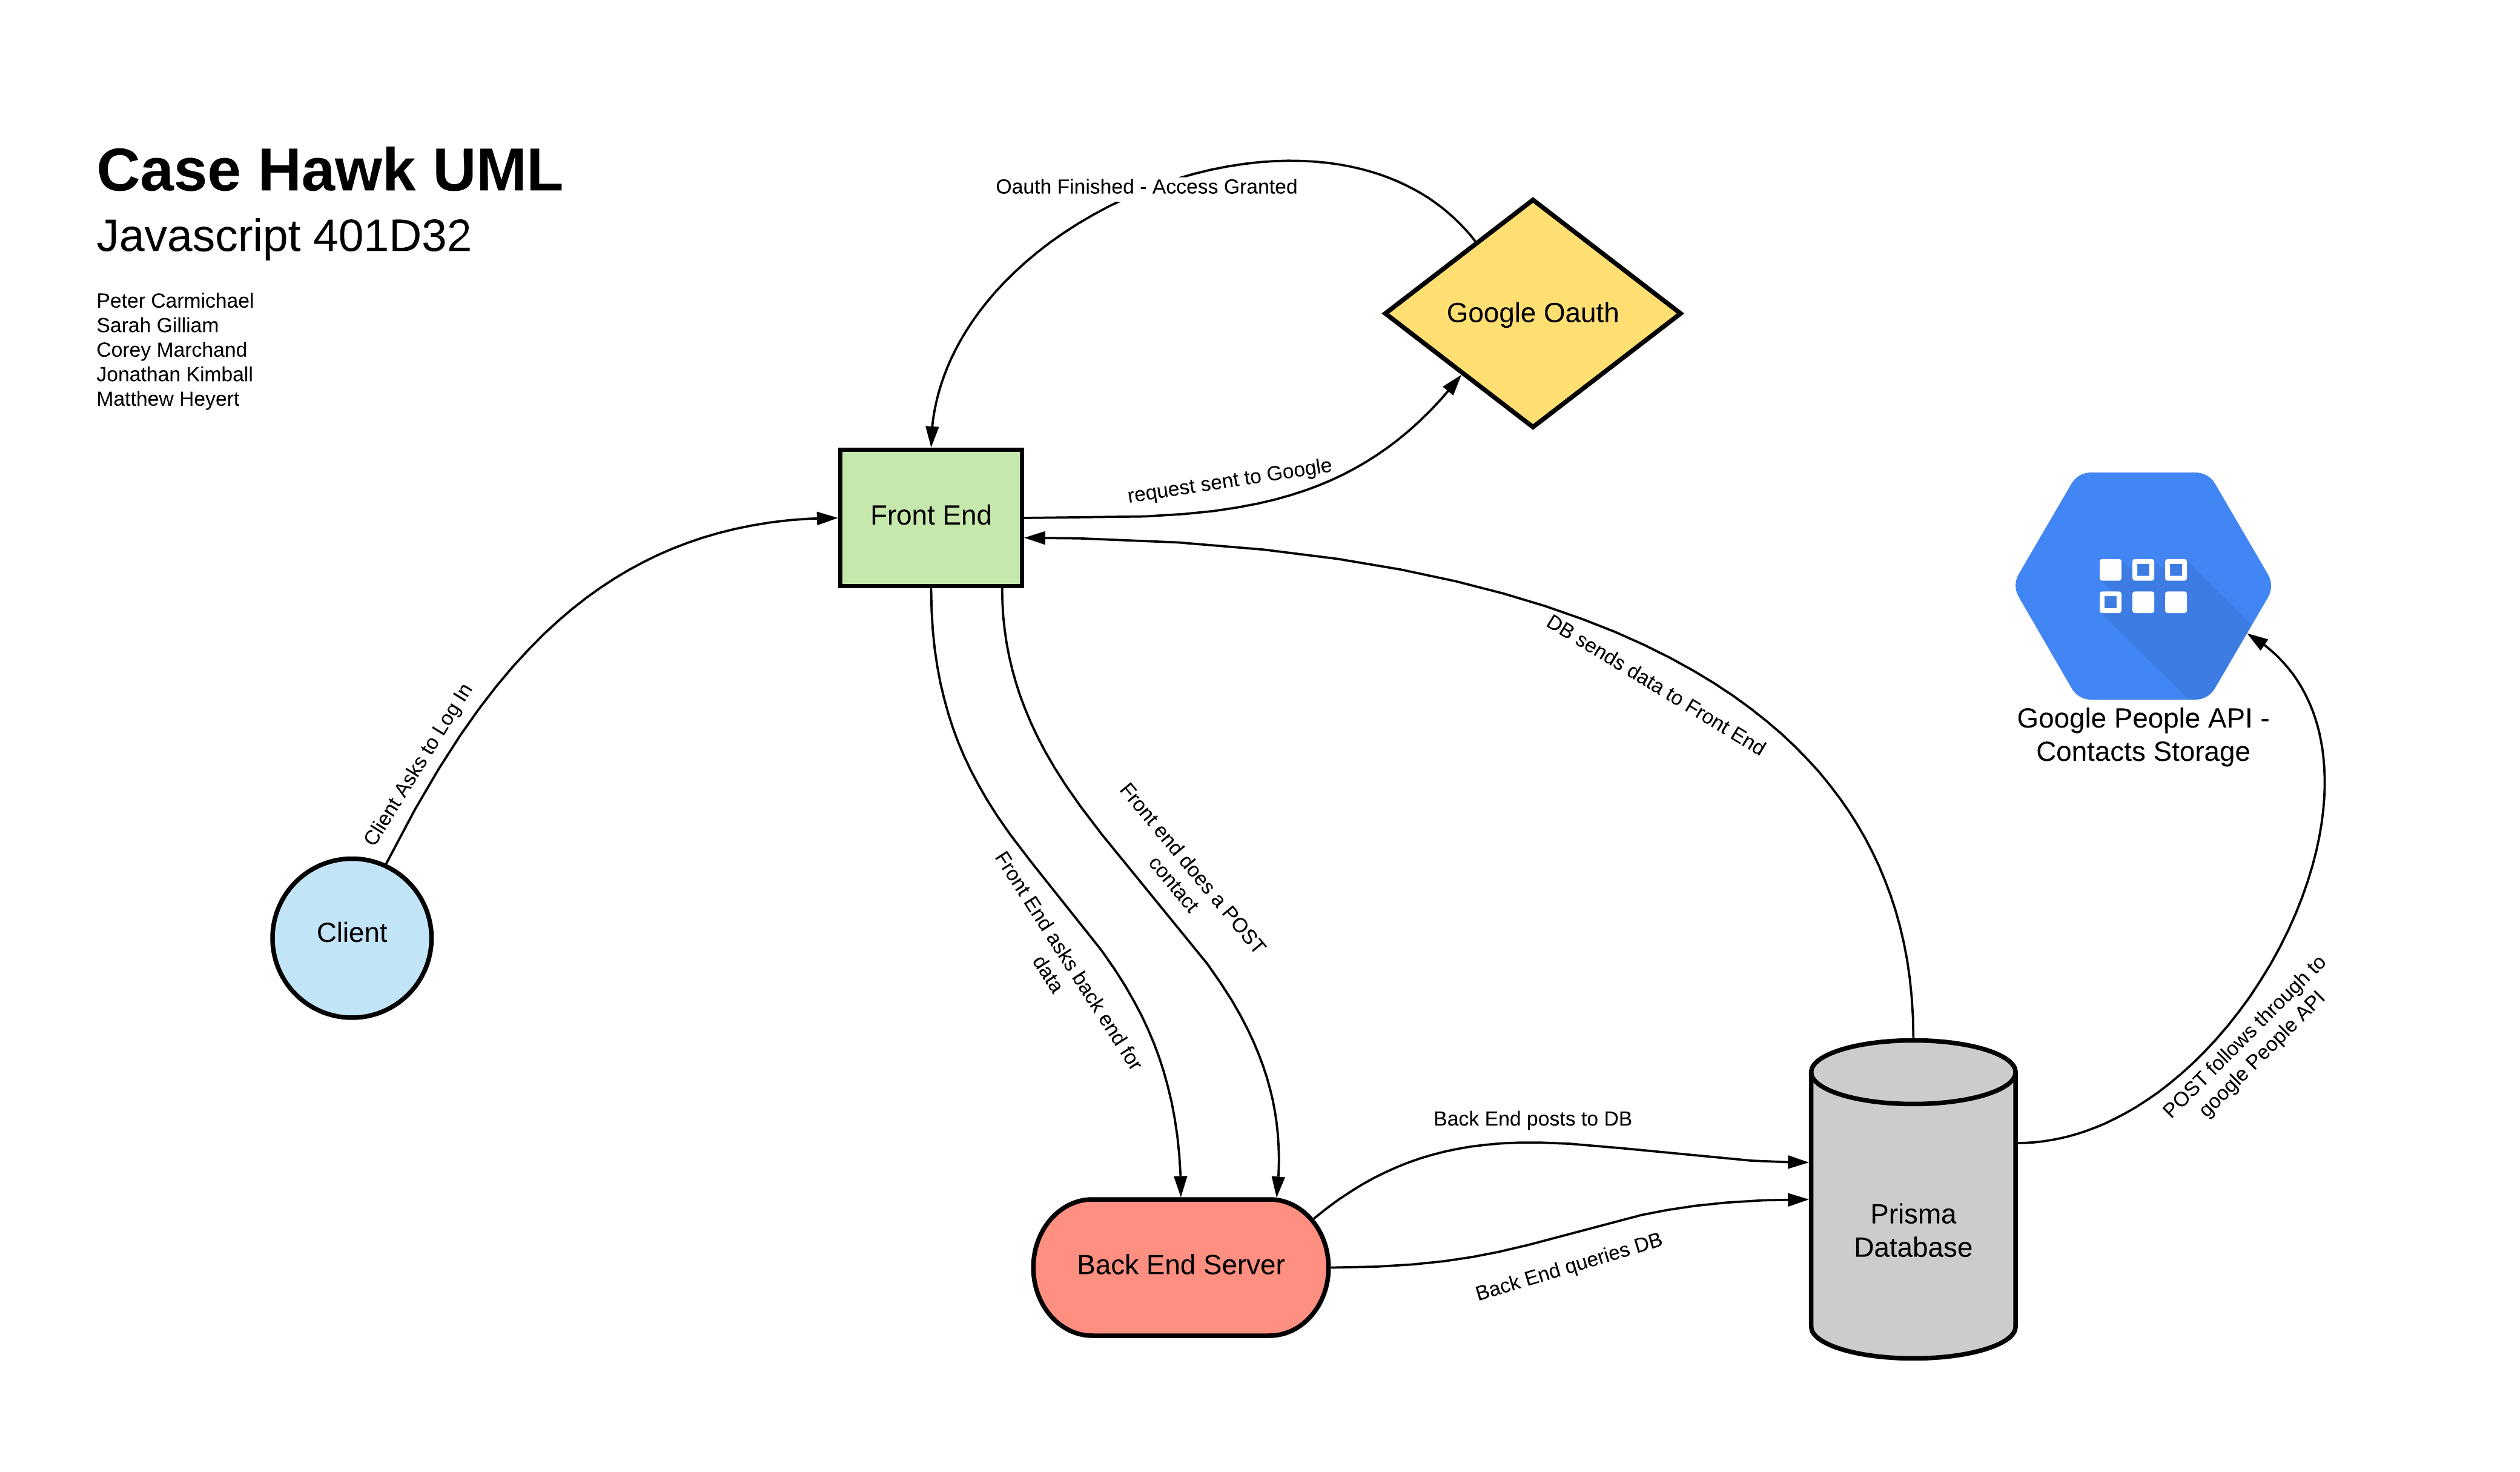 Case Hawk UML
Javascript 401D32
Peter Carmichael
Sarah Gilliam
Corey Marchand
Jonathan Kimball
Matthew Heyert
Oauth Finished - Access Granted
Google Oauth
request sent to Google
Front End
DB sends data to Front End
Google People API -
Contacts Storage
Client Asks to Log In
Client
Front end does a POST
contact
Front End asks back end for
data
POST follows through to
google People API
Back End posts to DB
Back End Server
Back End queries DB
Prisma
Database